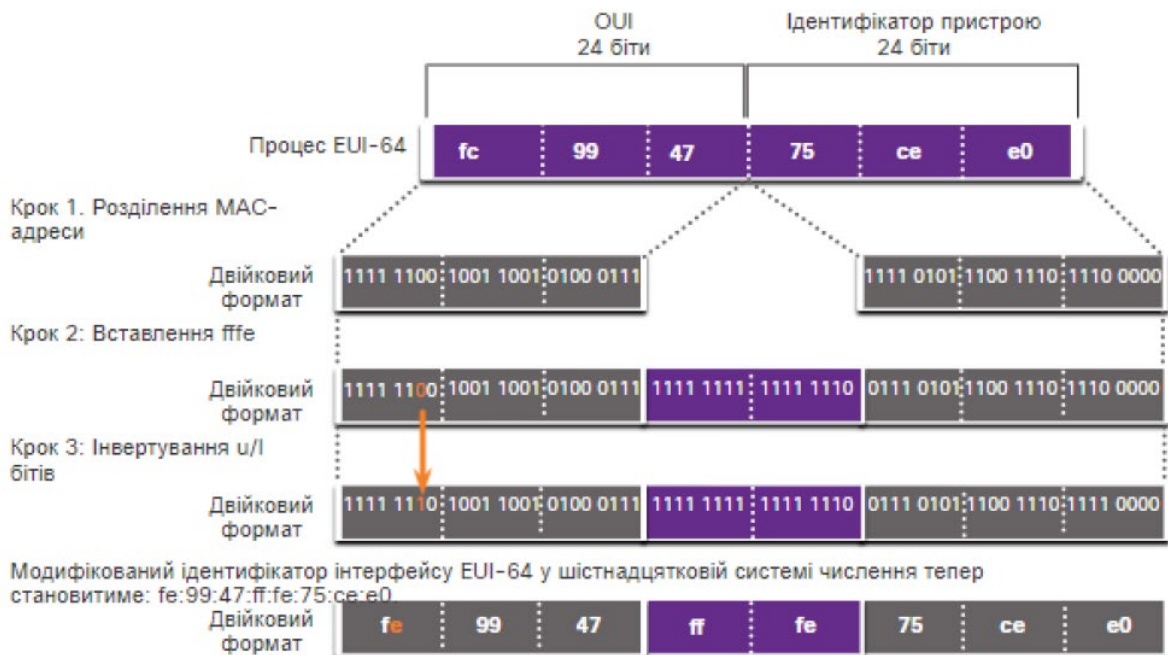 OUI
24 біти
Ідентифікатор пристрою
24 біти
Процес EUI-64
fc 99 47 75 ce e0
Крок 1. Розділення MAC-
адреси
Двійковий
формат
1111 1100 1001 1001 0100 0111 1111 0101 1100 1110 1110 0000
Крок 2: Вставлення fffe
Двійковий
формат
1111 1100 1001 1001 0100 0111 1111 1111 1111 1110 0111 0101 1100 1110 1110 0000
Крок 3: Інвертування u/l
бітів
Двійковий
формат
1111 1110 1001 1001 0100 0111 1111 1111 1111 1110 0111 0101 1100 1110 1111 0000
Модифікований ідентифікатор інтерфейсу EUI-64 у шістнадцятковій системі числення тепер
становитиме: fe:99:47:ff:fe:75:ce:e0.
Двійковий
формат
fe 99 47 ff fe 75 ce e0